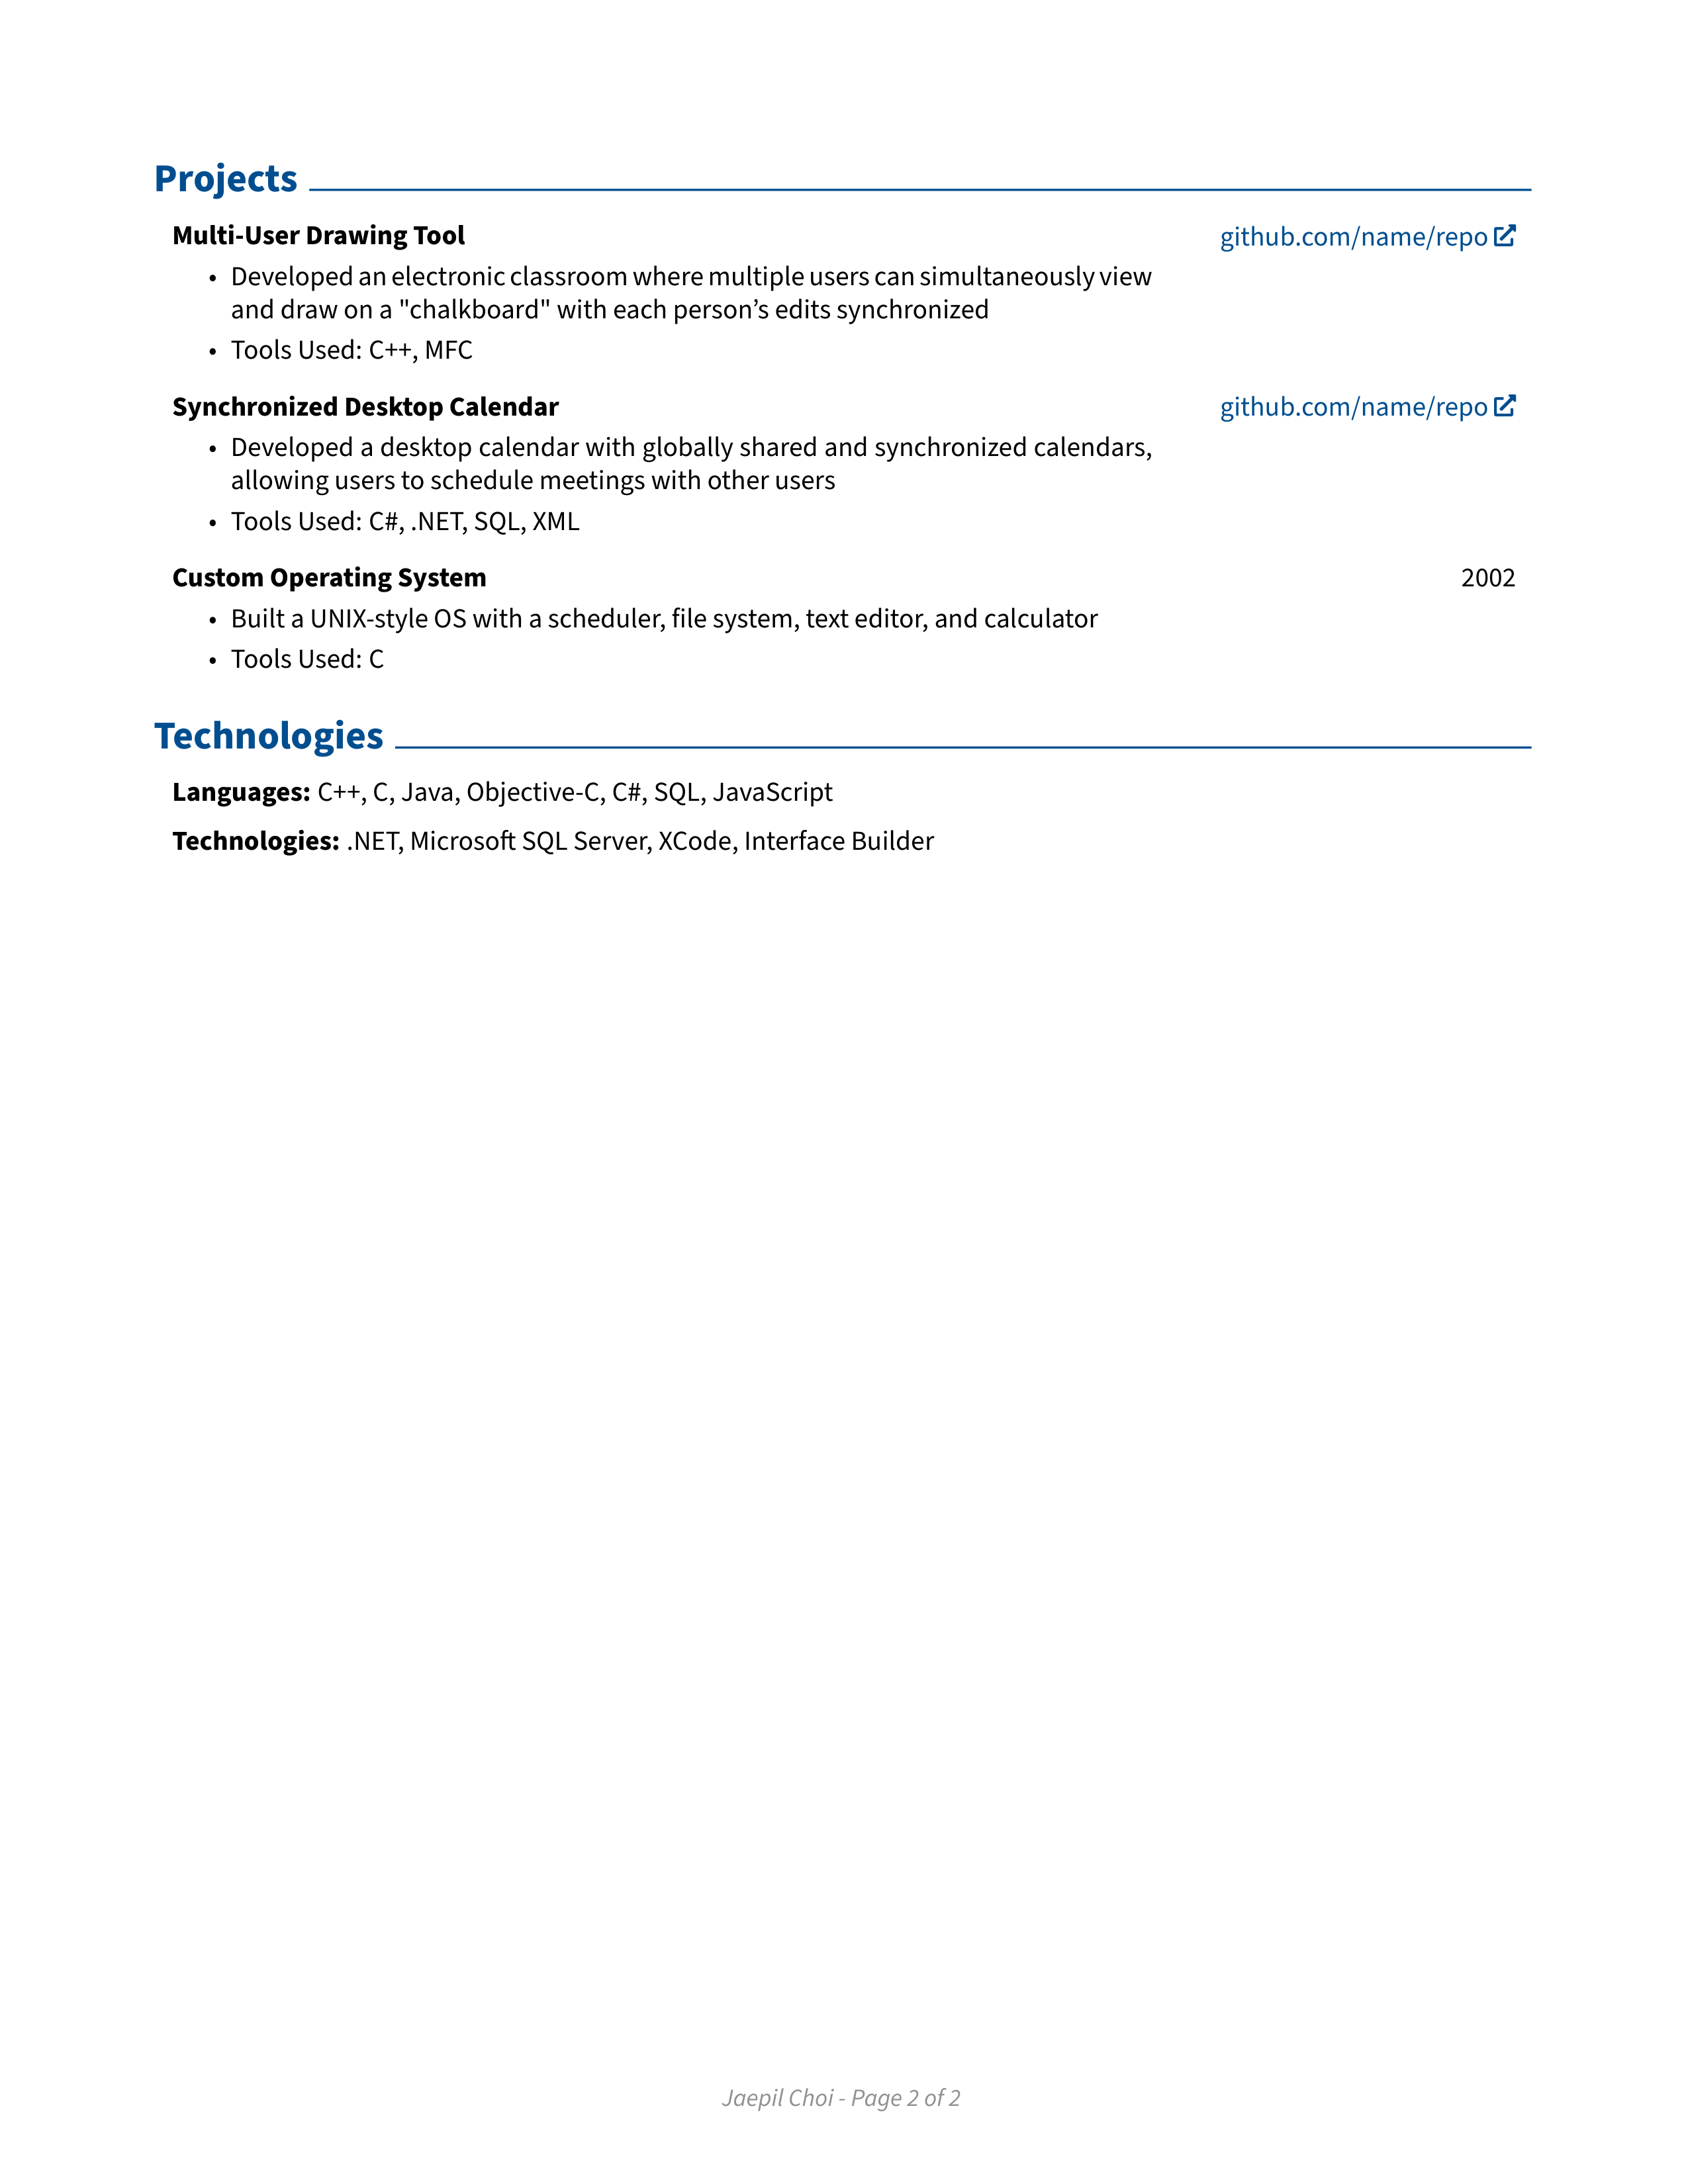 Projects
Multi-User Drawing Tool github.com/name/repo
• Developed an electronic classroom where multiple users can simultaneously view
and draw on a "chalkboard" with each person’s edits synchronized
• Tools Used: C++, MFC
Synchronized Desktop Calendar github.com/name/repo
• Developed a desktop calendar with globally shared and synchronized calendars,
allowing users to schedule meetings with other users
• Tools Used: C#, .NET, SQL, XML
Custom Operating System 2002
• Built a UNIX-style OS with a scheduler, file system, text editor, and calculator
• Tools Used: C
Technologies
Languages: C++, C, Java, Objective-C, C#, SQL, JavaScript
Technologies: .NET, Microsoft SQL Server, XCode, Interface Builder
Jaepil Choi - Page 2 of 2